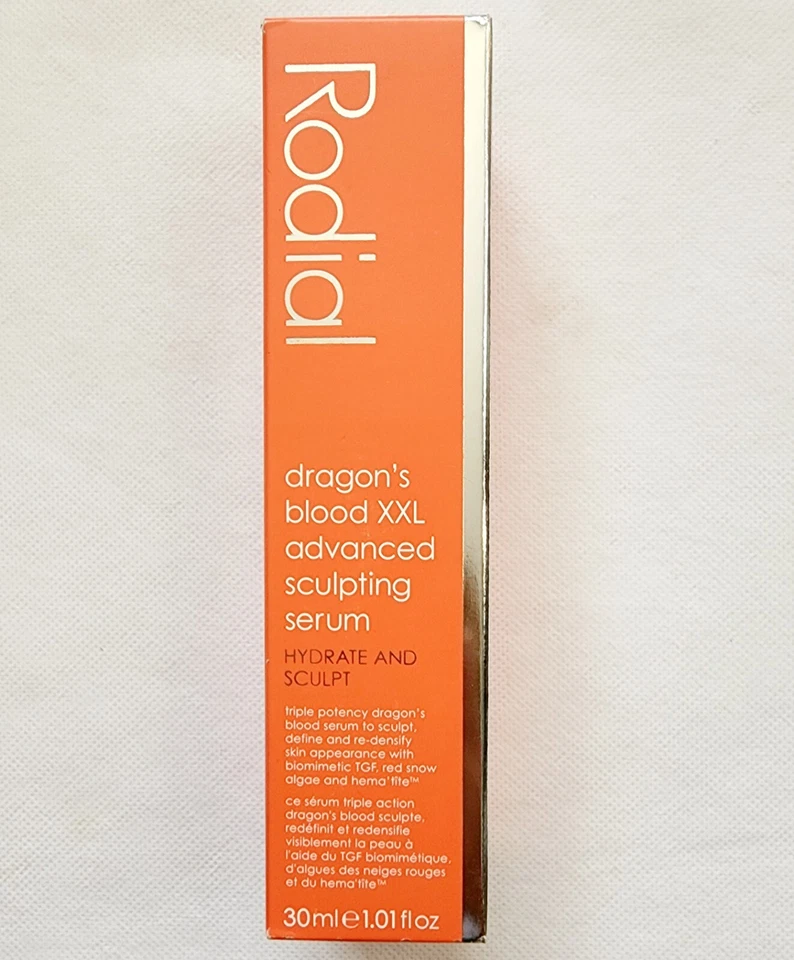 Rodial
dragon's
blood XXL
advanced
sculpting
serum
HYDRATE AND
SCULPT
triple potency dragon's
blood serum to sculpt,
define and re-densify
skin appearance with
biomimetic TGF, red snow
algae and hema'tîte™
ce sérum triple action
dragon's blood sculpte,
redéfinit et redensifie
visiblement la peau à
l'aide du TGF biomimétique,
d'algues des neiges rouges
et du hema'tîte™
30ml℮1.01fl oz